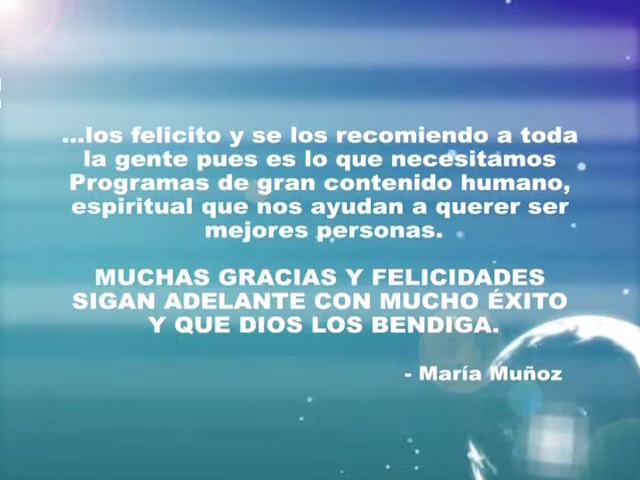 ...los felicito y se los recomiendo a toda
la gente pues es lo que necesitamos
Programas de gran contenido humano,
espiritual que nos ayudan a querer ser
mejores personas.
MUCHAS GRACIAS Y FELICIDADES
SIGAN ADELANTE CON MUCHO ÉXITO
Y QUE DIOS LOS BENDIGA.
- María Muñoz